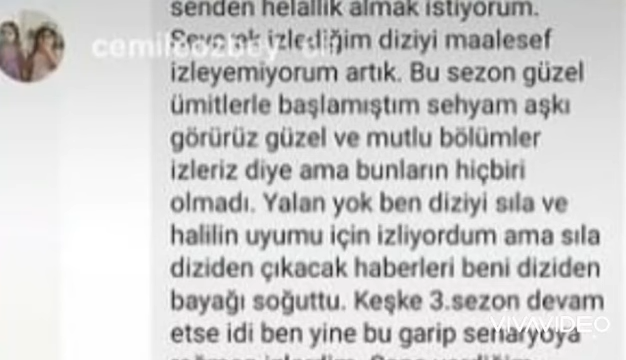 senden helallik almak istiyorum.
izlediğim diziyi maalesef
izleyemiyorum artık. Bu sezon güzel
ümitlerle başlamıştım sehyam aşkı
görürüz güzel ve mutlu bölümler
izleriz diye ama bunların hiçbiri
olmadı. Yalan yok ben diziyi sıla ve
halilin uyumu için izliyordum ama sıla
diziden çıkacak haberleri beni diziden
bayağı soğuttu. Keşke 3.sezon devam
etse idi ben yine bu garip senaryoya
VIVAVIDEO